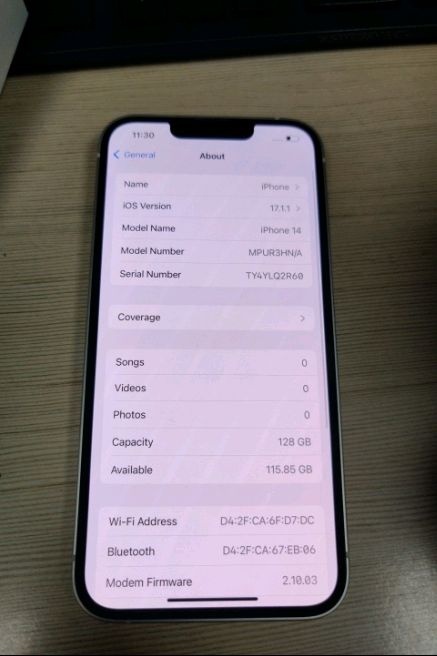 11:30
General
About
Name iPhone
iOS Version 17.1.1
Model Name iPhone 14
Model Number MPUR3HN/A
Serial Number TY4YLQ2R60
Coverage
Songs 0
Videos 0
Photos 0
Capacity 128 GB
Available 115.85 GB
Wi-Fi Address D4:2F:CA:6F:D7:DC
Bluetooth D4:2F:CA:67:EB:06
Modem Firmware 2.10.03